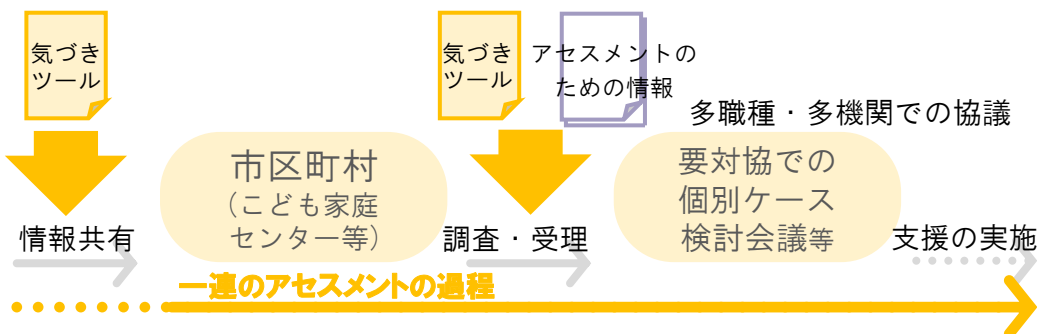 気づき
ツール
気づき
ツール
アセスメントの
ための情報
多職種・多機関での協議
市区町村
(こども家庭
センター等)
要対協での
個別ケース
検討会議等
情報共有
調査・受理
支援の実施
一連のアセスメントの過程